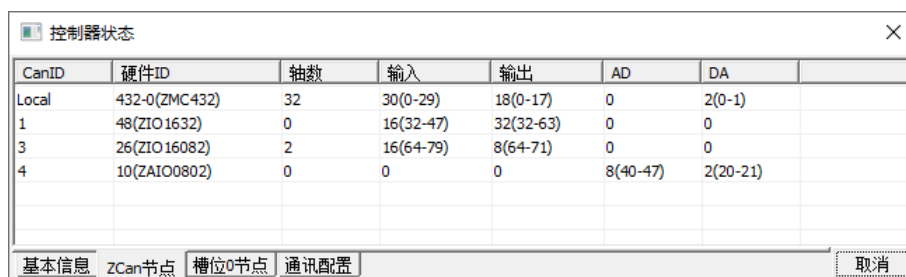 控制器状态
CanID 硬件ID 轴数 输入 输出 AD DA
Local 432-0(ZMC432) 32 30(0-29) 18(0-17) 0 2(0-1)
1 48(ZIO1632) 0 16(32-47) 32(32-63) 0 0
3 26(ZIO16082) 2 16(64-79) 8(64-71) 0 0
4 10(ZAIO0802) 0 0 0 8(40-47) 2(20-21)
基本信息 ZCan节点 槽位0节点 通讯配置 取消